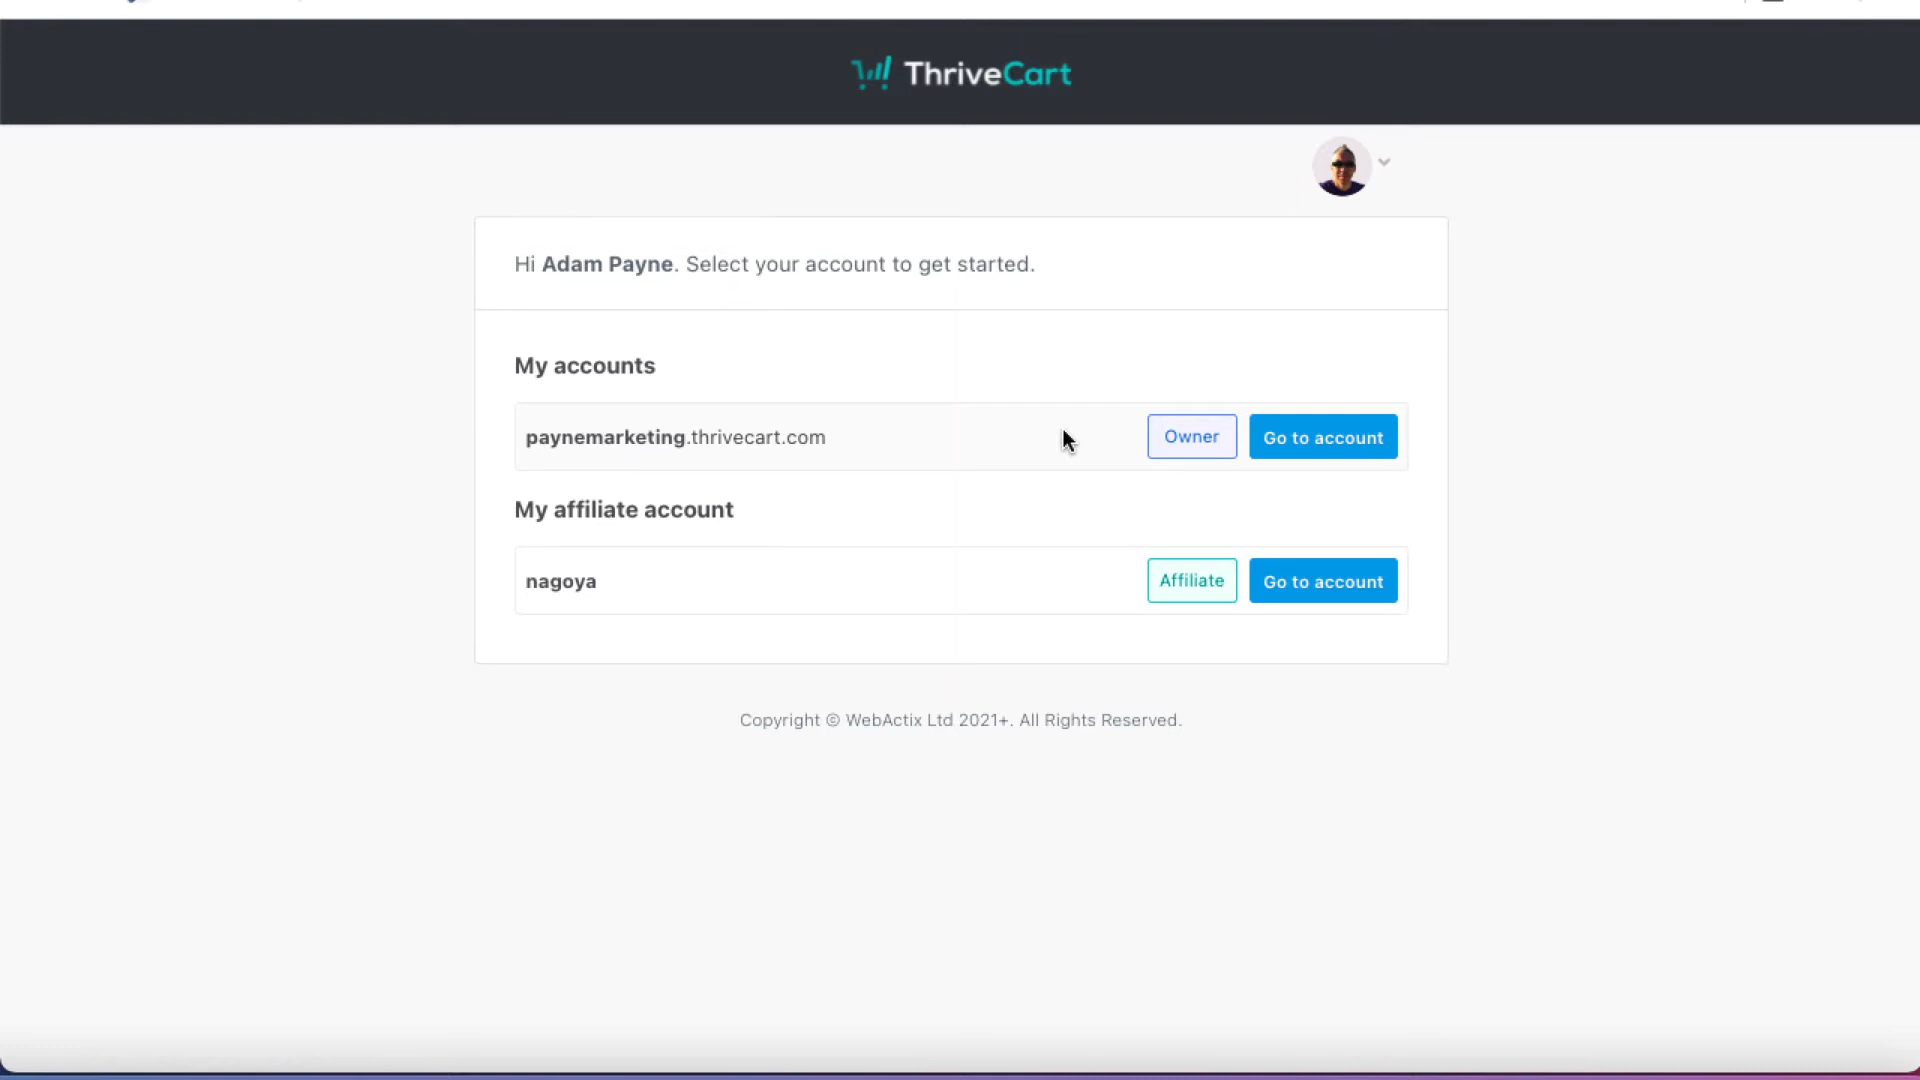 ThriveCart
Hi Adam Payne. Select your account to get started.
My accounts
paynemarketing.thrivecart.com
Owner
Go to account
My affiliate account
nagoya
Affiliate
Go to account
Copyright © WebActix Ltd 2021+. All Rights Reserved.